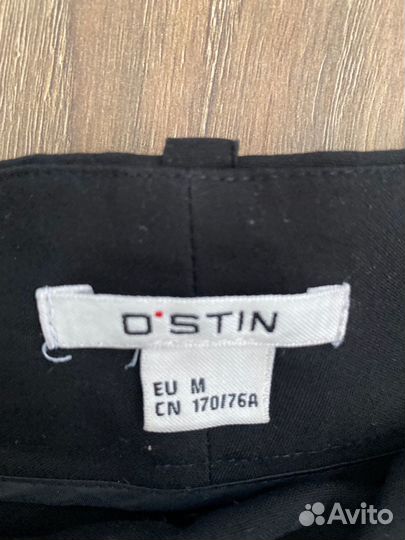 O'STIN
EU M
CN 170/76A
Avito